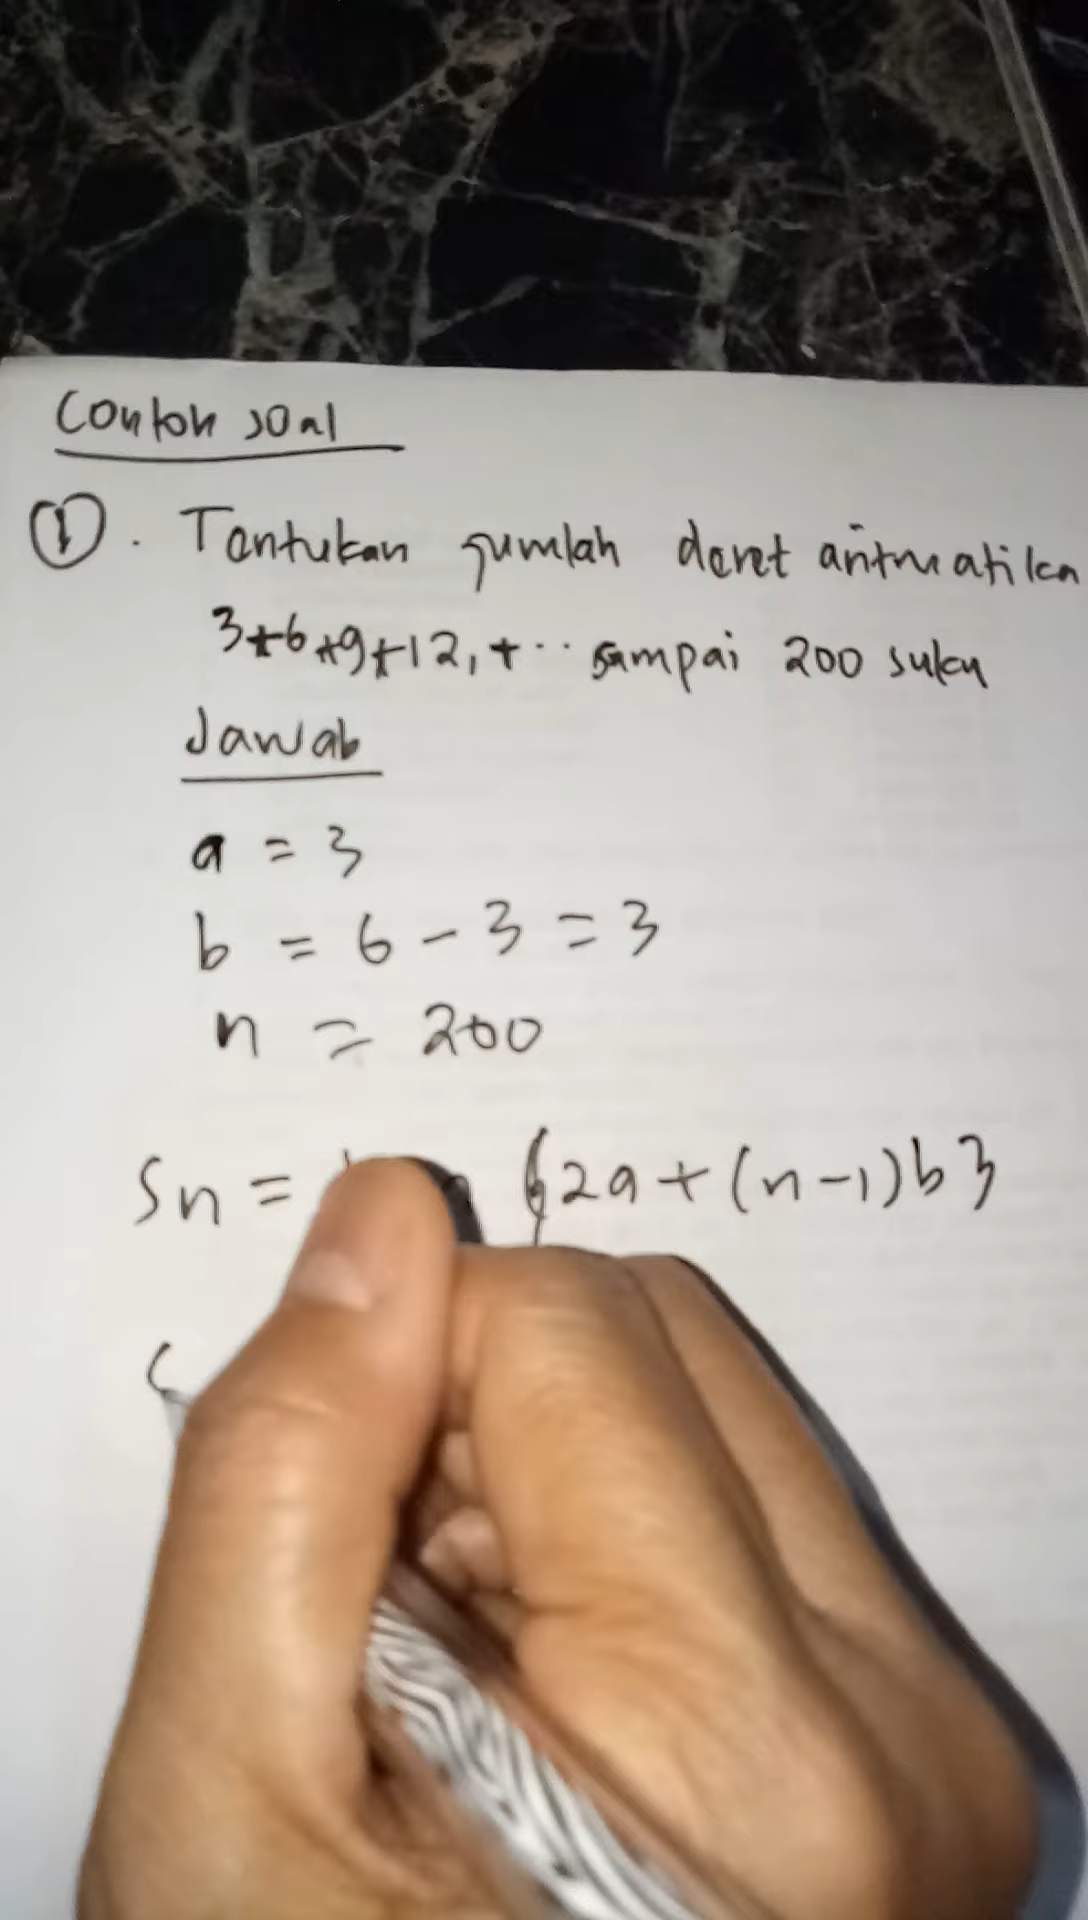 Contoh soal
①. Tentukan jumlah deret aritmatika
3+6+9+12,+.. sampai 200 suku
Jawab
a = 3
b = 6 - 3 = 3
n = 200
Sn = {2a + (n-1)b}